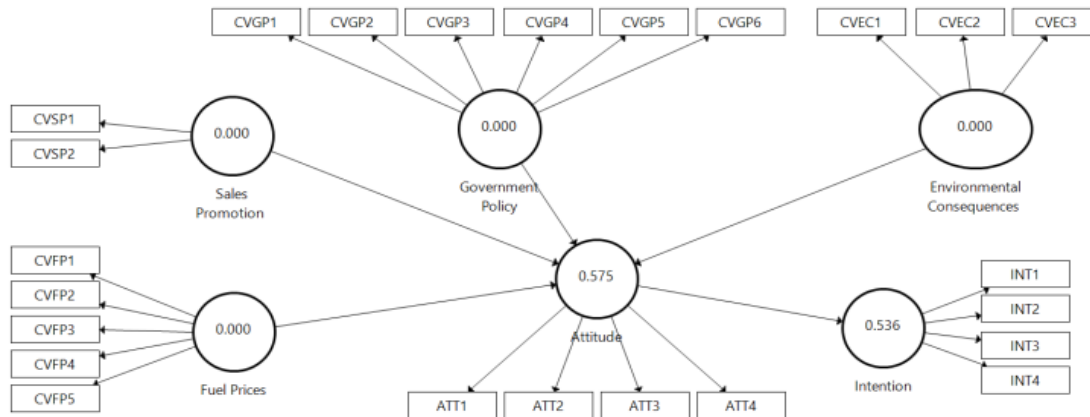 CVGP1
CVGP2
CVGP3
CVGP4
CVGP5
CVGP6
CVEC1
CVEC2
CVEC3
CVSP1
CVSP2
0.000
Sales
Promotion
0.000
Government
Policy
0.000
Environmental
Consequences
CVFP1
CVFP2
CVFP3
CVFP4
CVFP5
0.000
Fuel Prices
0.575
Attitude
0.536
Intention
INT1
INT2
INT3
INT4
ATT1
ATT2
ATT3
ATT4